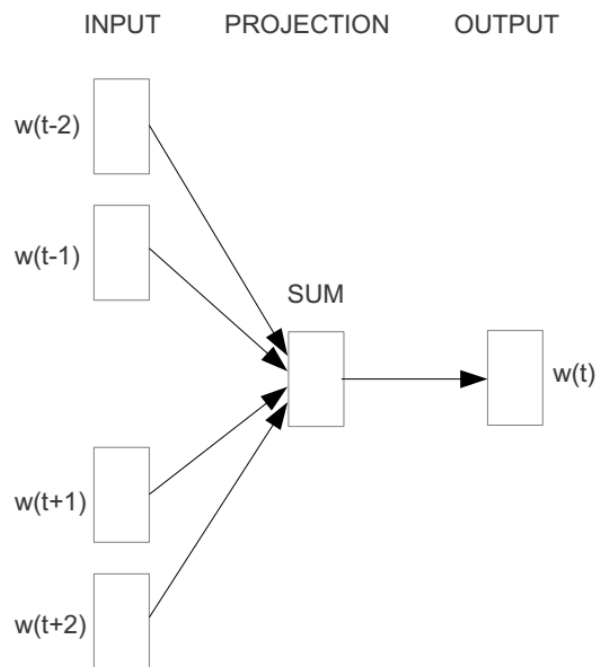 INPUT PROJECTION OUTPUT
w(t-2)
w(t-1)
SUM
w(t)
w(t+1)
w(t+2)